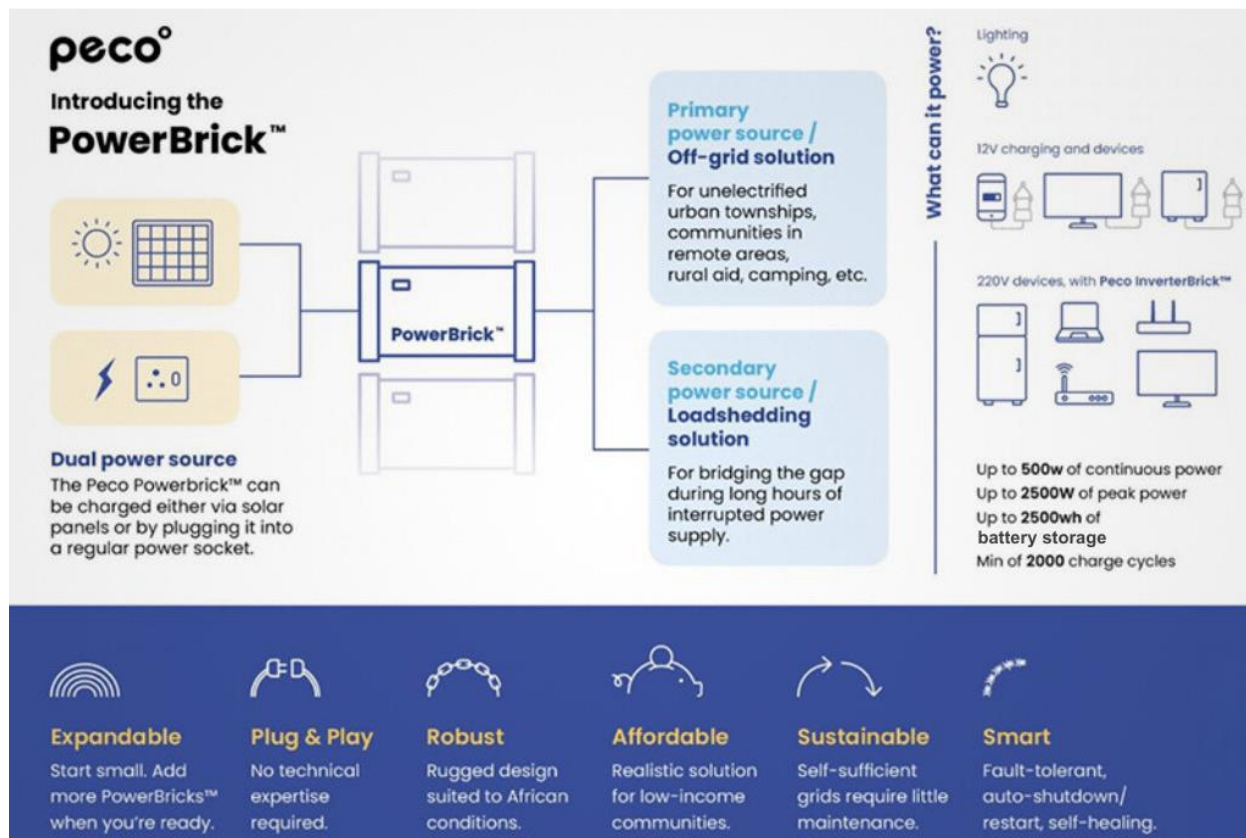 peco°
Introducing the
PowerBrick™
Dual power source
The Peco Powerbrick™ can
be charged either via solar
panels or by plugging it into
a regular power socket.
PowerBrick™
Primary
power source /
Off-grid solution
For unelectrified
urban townships,
communities in
remote areas,
rural aid, camping, etc.
Secondary
power source /
Loadshedding
solution
For bridging the gap
during long hours of
interrupted power
supply.
What can it power?
Lighting
12V charging and devices
220V devices, with Peco InverterBrick™
Up to 500w of continuous power
Up to 2500W of peak power
Up to 2500wh of
battery storage
Min of 2000 charge cycles
Expandable
Start small. Add
more PowerBricks™
when you're ready.
Plug & Play
No technical
expertise
required.
Robust
Rugged design
suited to African
conditions.
Affordable
Realistic solution
for low-income
communities.
Sustainable
Self-sufficient
grids require little
maintenance.
Smart
Fault-tolerant,
auto-shutdown/
restart, self-healing.